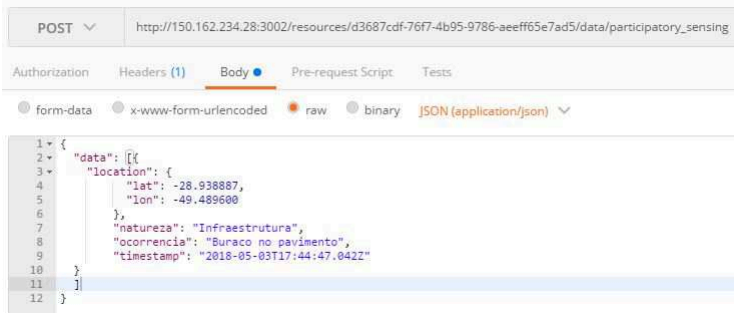 POST http://150.162.234.28:3002/resources/d3687cdf-76f7-4b95-9786-aeeff65e7ad5/data/participatory_sensing
Authorization Headers (1) Body Pre-request Script Tests
form-data x-www-form-urlencoded raw binary JSON (application/json)
1 {
2 "data": [{
3 "location": {
4 "lat": -28.938887,
5 "lon": -49.489600
6 },
7 "natureza": "Infraestrutura",
8 "ocorrencia": "Buraco no pavimento",
9 "timestamp": "2018-05-03T17:44:47.042Z"
10 }
11 ]
12 }